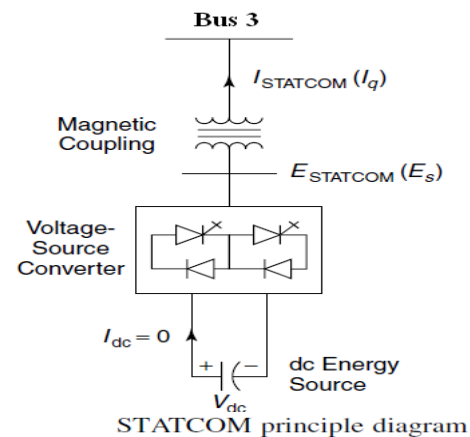 Bus 3
I STATCOM (Iq)
Magnetic
Coupling
E STATCOM (Es)
Voltage-
Source
Converter
Idc = 0
+ −
dc Energy
Source
Vdc
STATCOM principle diagram